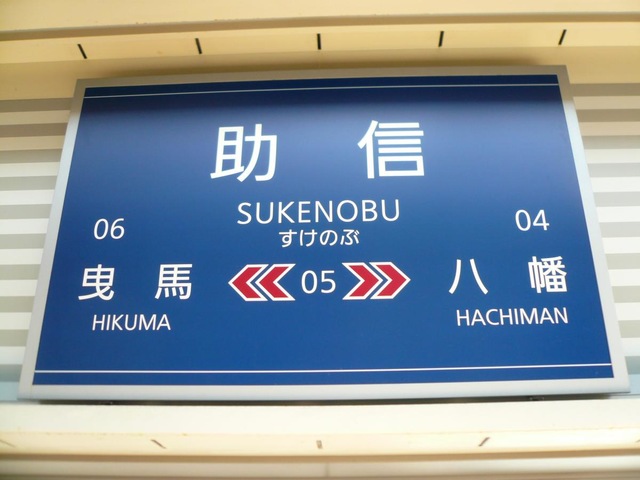 助 信
SUKENOBU
すけのぶ
06
04
曳 馬
05
八 幡
HIKUMA
HACHIMAN